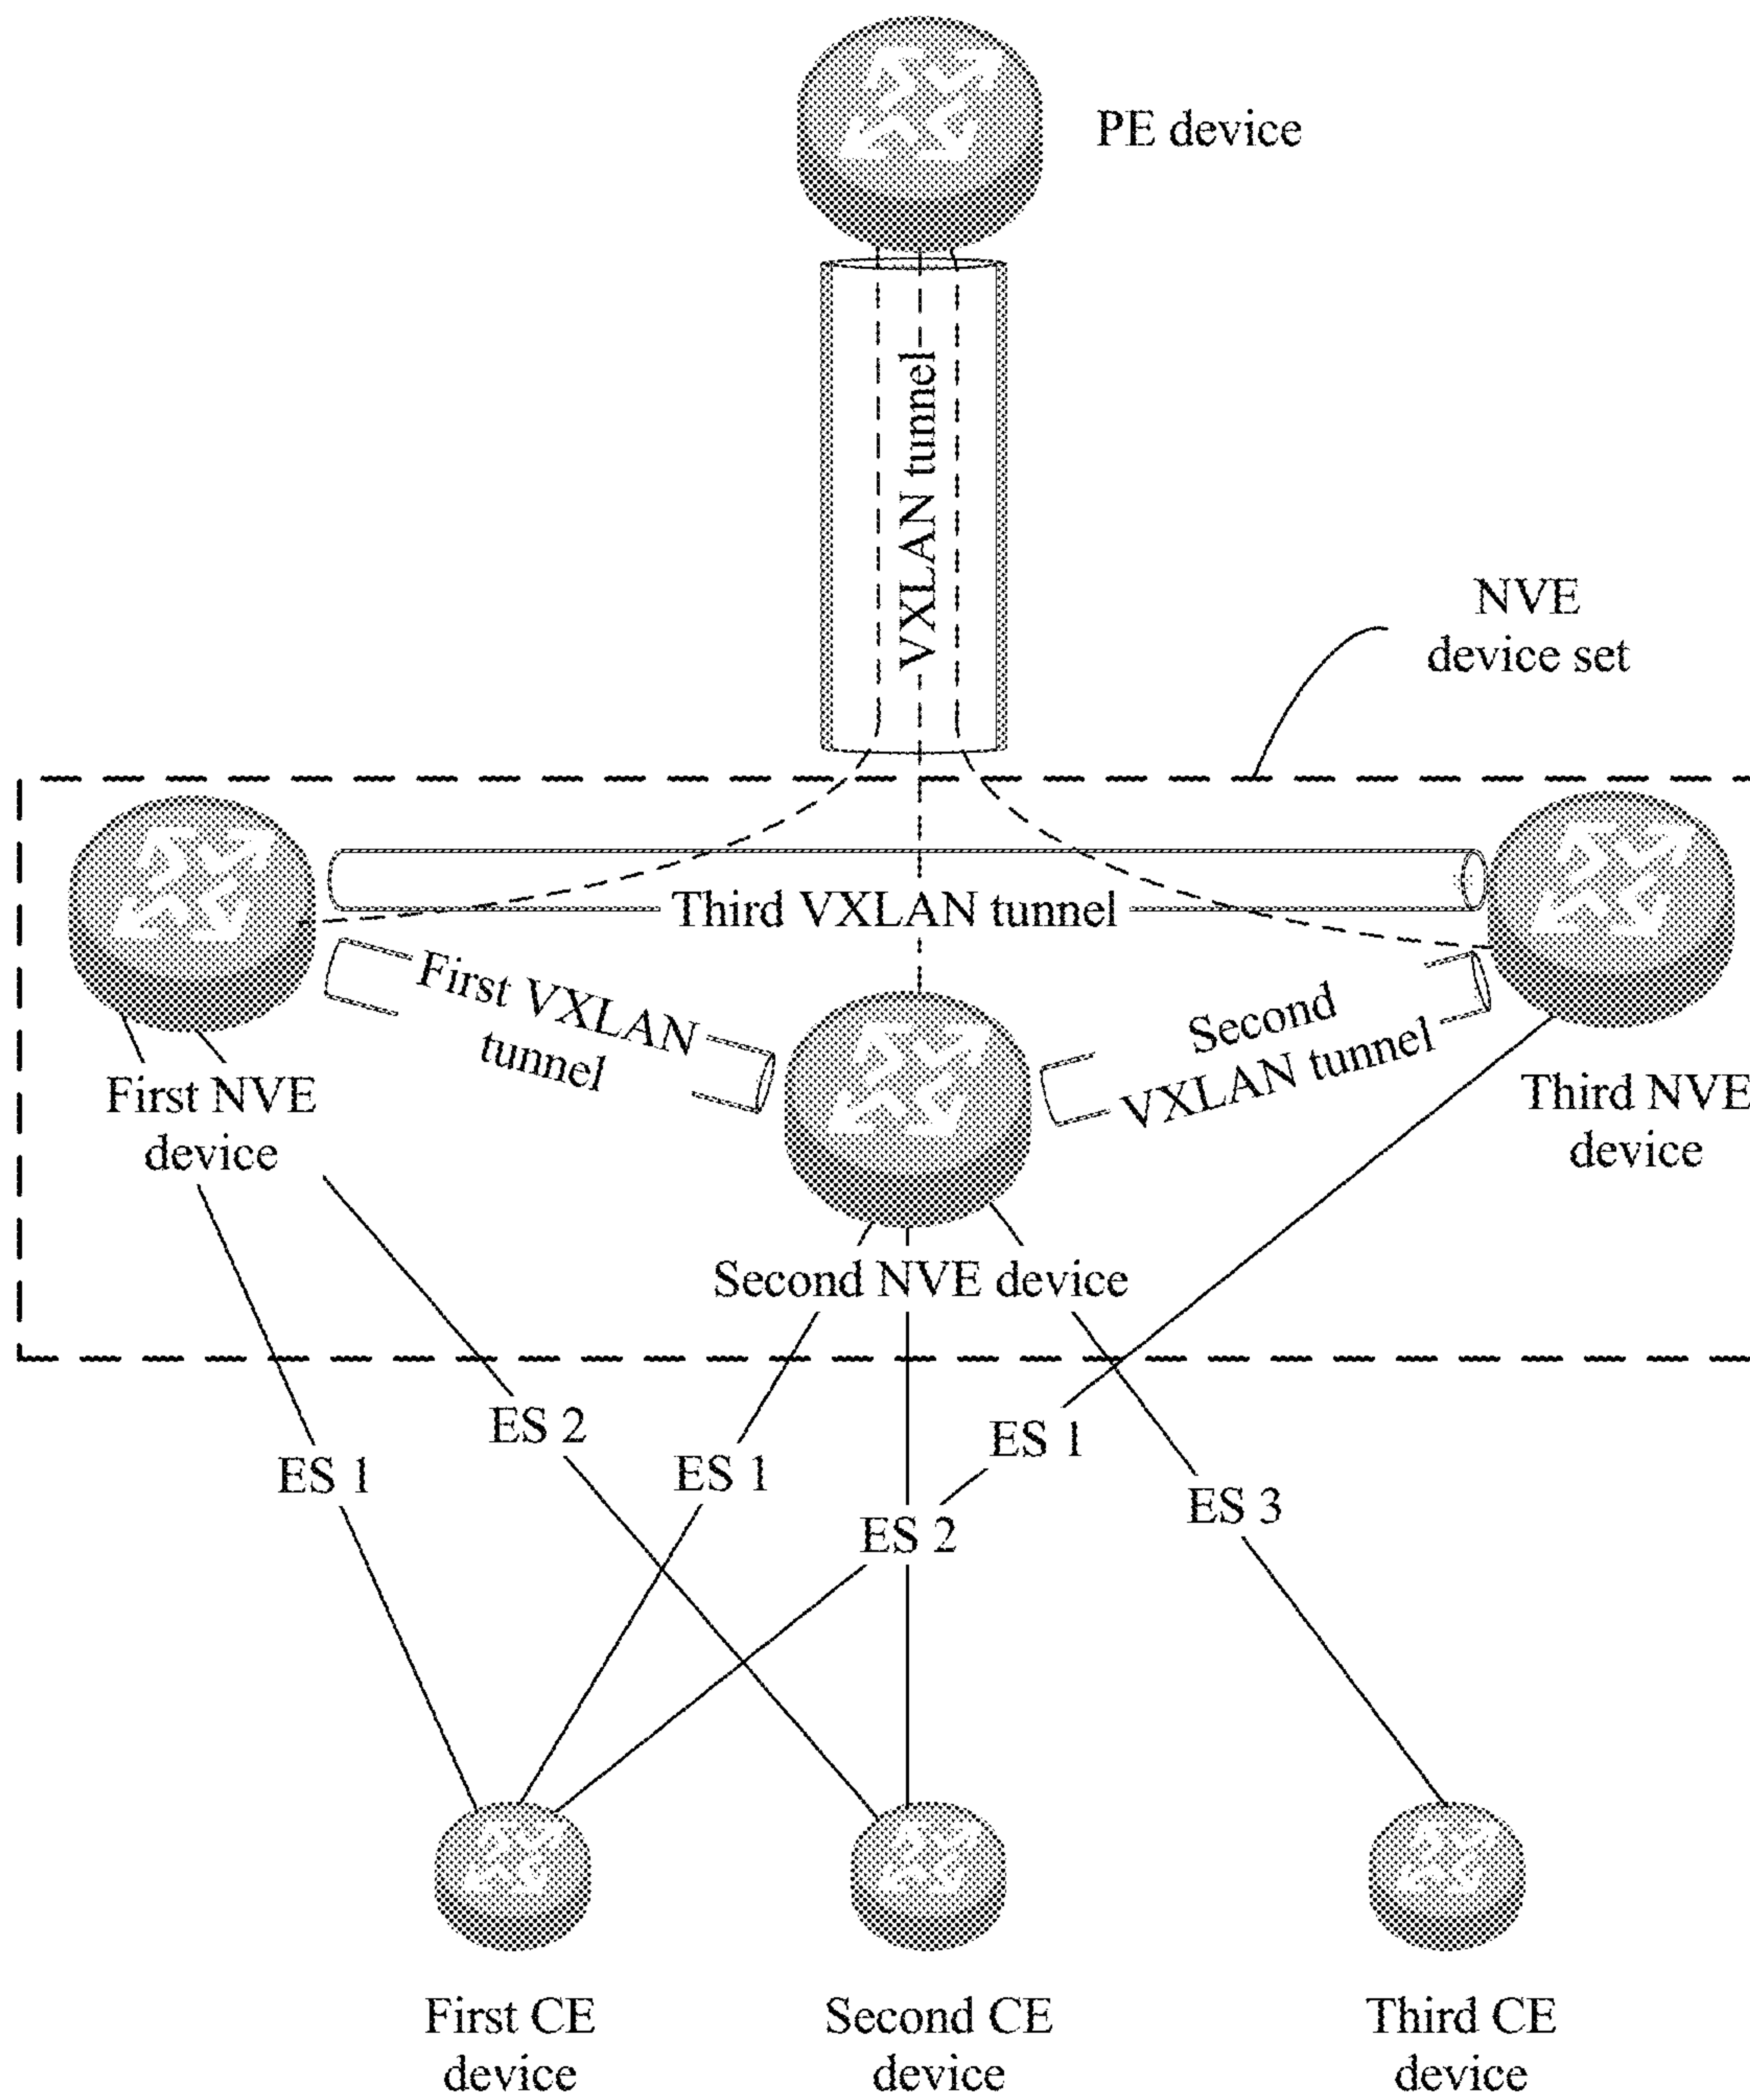 PE device
VXLAN tunnel
NVE
device set
Third VXLAN tunnel
First VXLAN
tunnel
Second
VXLAN tunnel
First NVE
device
Third NVE
device
Second NVE device
ES 2
ES 1
ES 1
ES 1
ES 2
ES 3
First CE
device
Second CE
device
Third CE
device